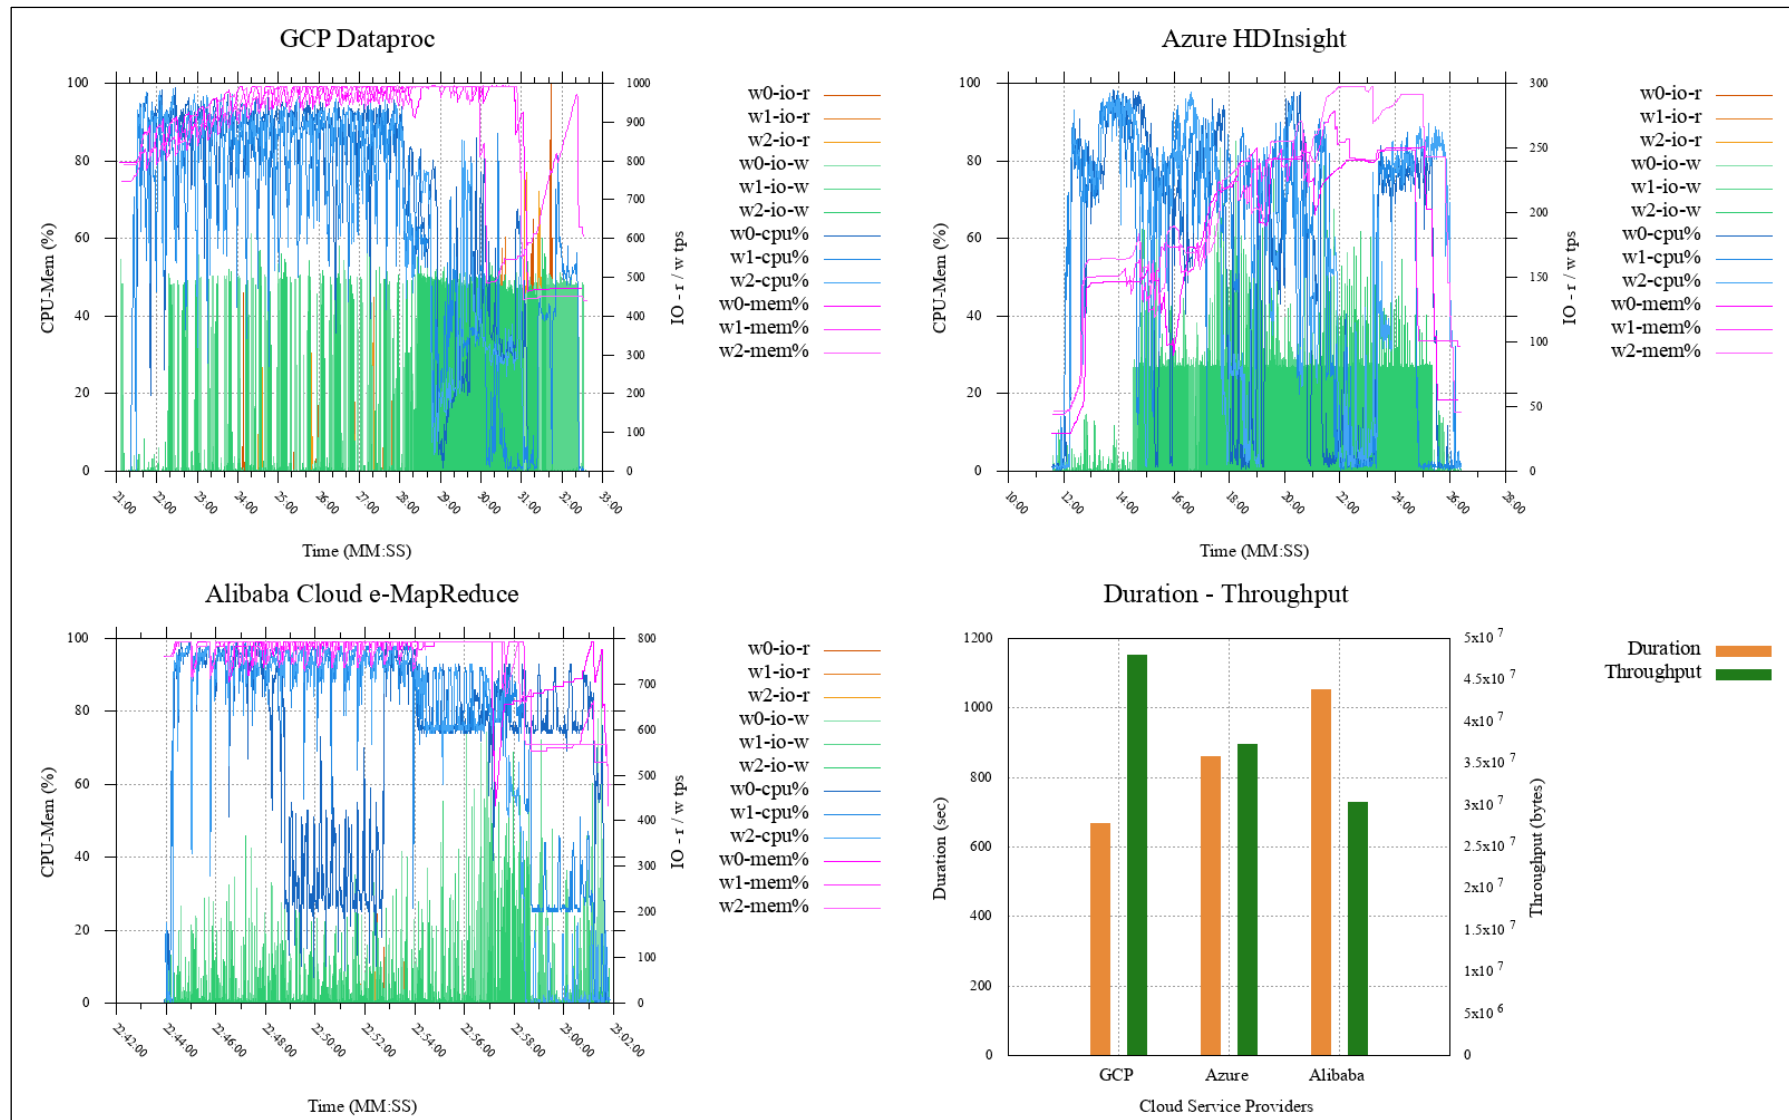 GCP Dataproc
CPU-Mem (%)
100
80
60
40
20
0
1000
900
800
700
600
500
400
300
200
100
0
IO - r / w tps
21:00
22:00
23:00
24:00
25:00
26:00
27:00
28:00
29:00
30:00
31:00
32:00
33:00
Time (MM:SS)
w0-io-r
w1-io-r
w2-io-r
w0-io-w
w1-io-w
w2-io-w
w0-cpu%
w1-cpu%
w2-cpu%
w0-mem%
w1-mem%
w2-mem%
Azure HDInsight
CPU-Mem (%)
100
80
60
40
20
0
300
250
200
150
100
50
0
IO - r / w tps
10:00
12:00
14:00
16:00
18:00
20:00
22:00
24:00
26:00
28:00
Time (MM:SS)
w0-io-r
w1-io-r
w2-io-r
w0-io-w
w1-io-w
w2-io-w
w0-cpu%
w1-cpu%
w2-cpu%
w0-mem%
w1-mem%
w2-mem%
Alibaba Cloud e-MapReduce
CPU-Mem (%)
100
80
60
40
20
0
800
700
600
500
400
300
200
100
0
IO - r / w tps
22:42:00
22:44:00
22:46:00
22:48:00
22:50:00
22:52:00
22:54:00
22:56:00
22:58:00
23:00:00
23:02:00
Time (MM:SS)
w0-io-r
w1-io-r
w2-io-r
w0-io-w
w1-io-w
w2-io-w
w0-cpu%
w1-cpu%
w2-cpu%
w0-mem%
w1-mem%
w2-mem%
Duration - Throughput
Duration (sec)
1200
1000
800
600
400
200
0
5x10 7
4.5x10 7
4x10 7
3.5x10 7
3x10 7
2.5x10 7
2x10 7
1.5x10 7
1x10 7
5x10 6
0
Throughput (bytes)
GCP
Azure
Alibaba
Cloud Service Providers
Duration
Throughput